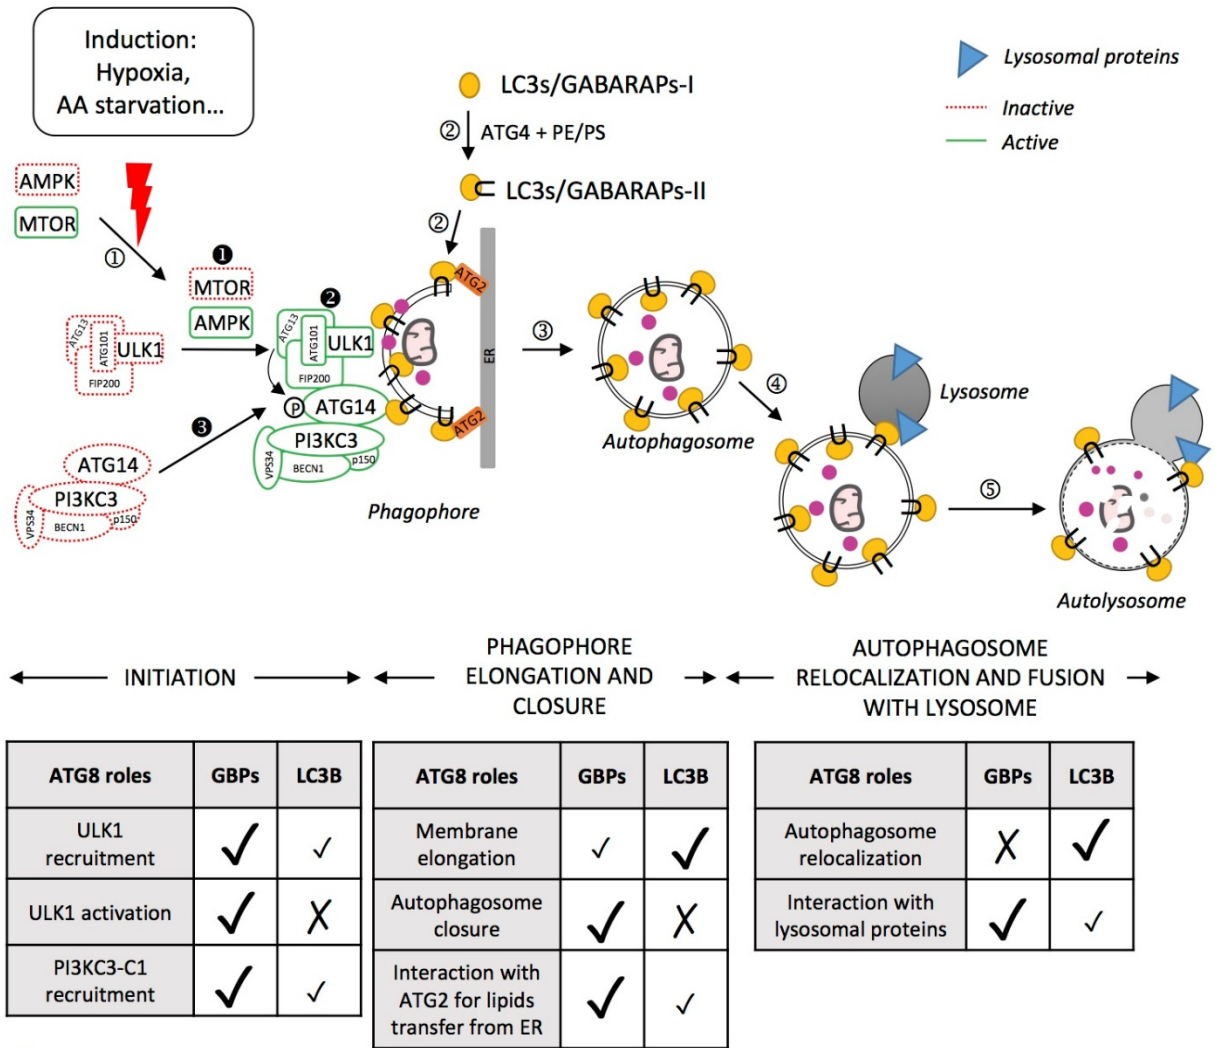 Induction:
Hypoxia,
AA starvation...
LC3s/GABARAPs-I
② ATG4 + PE/PS
LC3s/GABARAPs-II
②
Lysosomal proteins
Inactive
Active
AMPK
MTOR
①
❶
MTOR
AMPK
ATG13
ATG101
ULK1
FIP200
❷
ATG13
ATG101
ULK1
FIP200
P
ATG14
PI3KC3
VPS34
BECN1
p150
❸
ATG14
PI3KC3
VPS34
BECN1
p150
ATG2
ATG2
ER
Phagophore
③
Autophagosome
④
Lysosome
⑤
Autolysosome
INITIATION
PHAGOPHORE
ELONGATION AND
CLOSURE
AUTOPHAGOSOME
RELOCALIZATION AND FUSION
WITH LYSOSOME
ATG8 roles GBPs LC3B
ULK1
recruitment ✓ ✓
ULK1 activation ✓ ✗
PI3KC3-C1
recruitment ✓ ✓
ATG8 roles GBPs LC3B
Membrane
elongation ✓ ✓
Autophagosome
closure ✓ ✗
Interaction with
ATG2 for lipids
transfer from ER ✓ ✓
ATG8 roles GBPs LC3B
Autophagosome
relocalization ✗ ✓
Interaction with
lysosomal proteins ✓ ✓